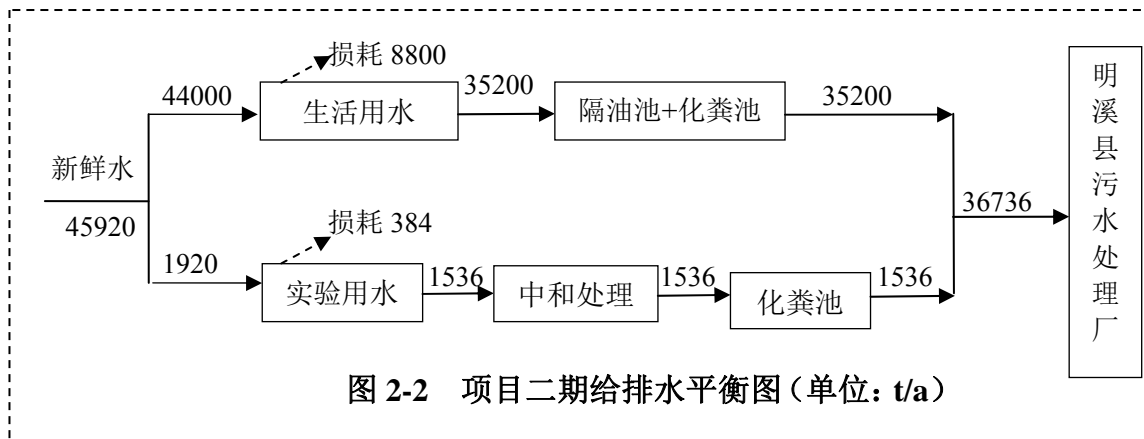 损耗 8800
44000
生活用水
35200
隔油池+化粪池
35200
新鲜水
45920
36736
明溪县污水处理厂
损耗 384
1920
实验用水
1536
中和处理
1536
化粪池
1536
图 2-2 项目二期给排水平衡图（单位：t/a）